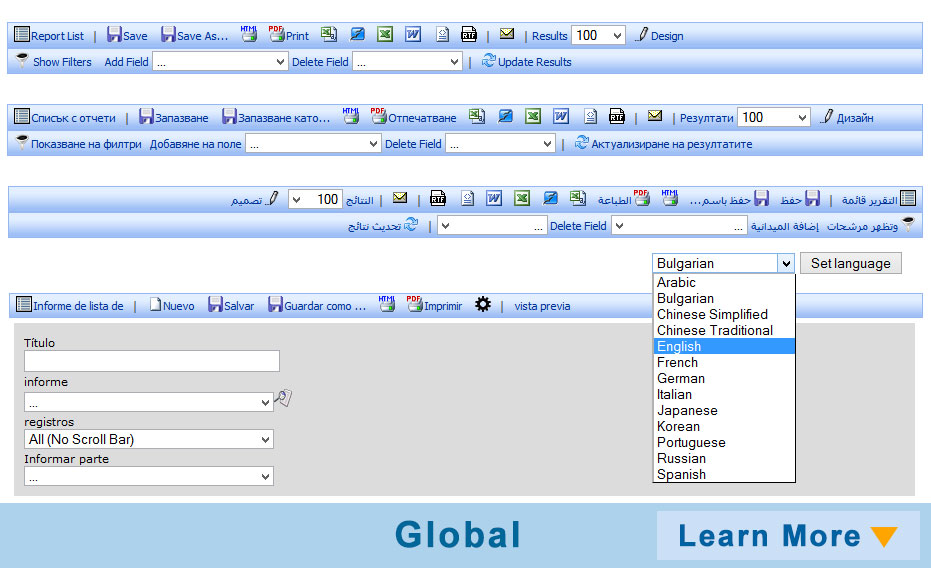 Report List | Save Save As... HTML PDF Print RTF | | Results 100 Design
Show Filters Add Field ... Delete Field ... | Update Results
Списък с отчети | Запазване Запазване като... HTML PDF Отпечатване RTF | | Резултати 100 Дизайн
Показване на филтри Добавяне на поле ... Delete Field ... | Актуализиране на резултатите
التقرير قائمة | حفظ حفظ باسم... HTML PDF الطباعة RTF | | النتائج 100 تصميم
وتظهر مرشحات إضافة الميدانية ... Delete Field ... | تحديث نتائج
Bulgarian Set language
Arabic
Bulgarian
Chinese Simplified
Chinese Traditional
English
French
German
Italian
Japanese
Korean
Portuguese
Russian
Spanish
Informe de lista de | Nuevo Salvar Guardar como ... HTML PDF Imprimir | vista previa
Título
informe
...
registros
All (No Scroll Bar)
Informar parte
...
Global
Learn More